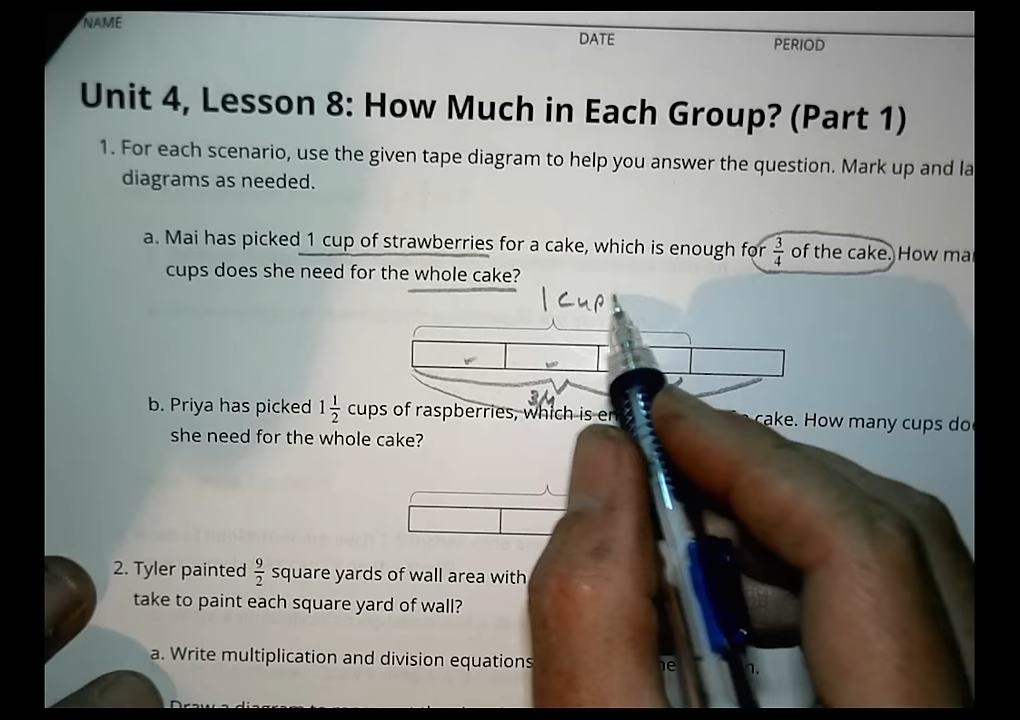 NAME
DATE PERIOD
Unit 4, Lesson 8: How Much in Each Group? (Part 1)
1. For each scenario, use the given tape diagram to help you answer the question. Mark up and la
diagrams as needed.
a. Mai has picked 1 cup of strawberries for a cake, which is enough for 3/4 of the cake. How ma
cups does she need for the whole cake?
1 cup
3/4
b. Priya has picked 1 1/2 cups of raspberries, which is en cake. How many cups do
she need for the whole cake?
2. Tyler painted 9/2 square yards of wall area with
take to paint each square yard of wall?
a. Write multiplication and division equations
Draw a diagram to